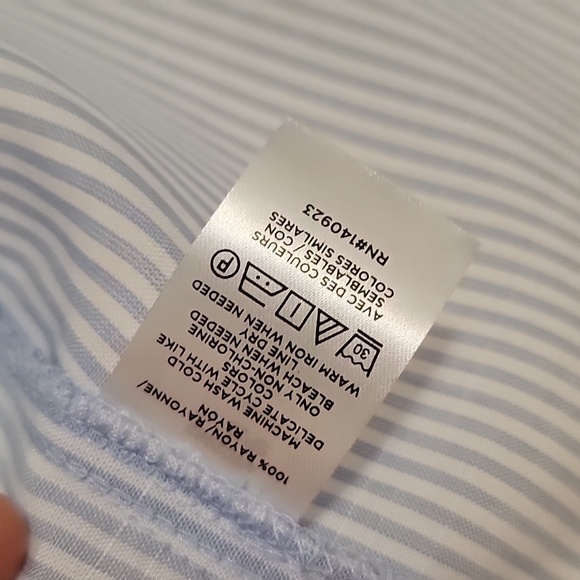 100% RAYON/ RAYONNE/
RAYON
MACHINE WASH COLD
DELICATE CYCLE
COLORS WITH LIKE
ONLY NON-CHLORINE
BLEACH WHEN NEEDED
LINE DRY
WARM IRON WHEN NEEDED
30
P
AVEC DES COULEURS
SEMBLABLES / CON
COLORES SIMILARES
RN#140923